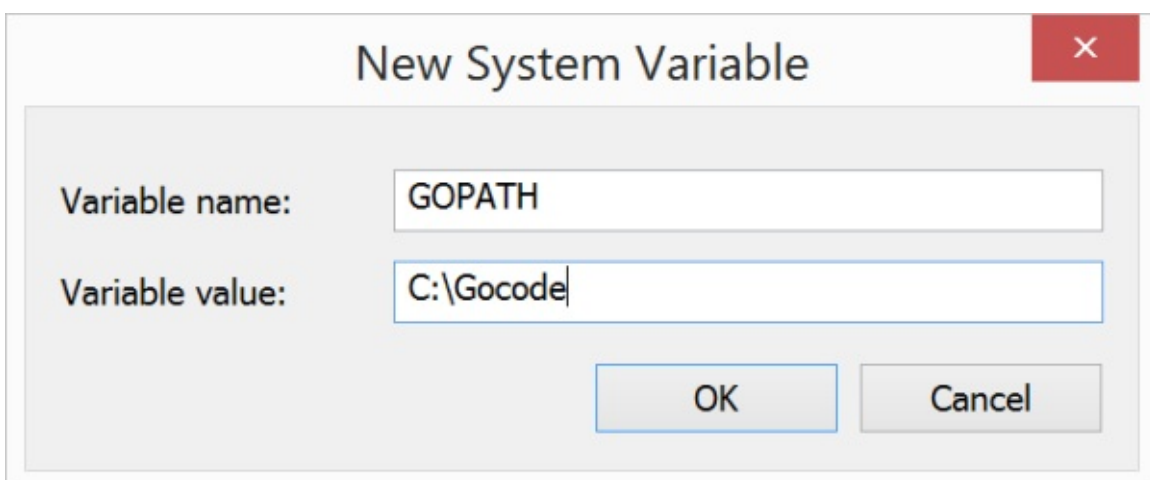 New System Variable
Variable name: GOPATH
Variable value: C:\Gocode
OK Cancel